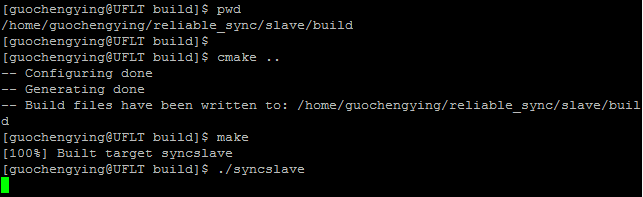 [guochengying@UFLT build]$ pwd
/home/guochengying/reliable_sync/slave/build
[guochengying@UFLT build]$
[guochengying@UFLT build]$ cmake ..
-- Configuring done
-- Generating done
-- Build files have been written to: /home/guochengying/reliable_sync/slave/buil
d
[guochengying@UFLT build]$ make
[100%] Built target syncslave
[guochengying@UFLT build]$ ./syncslave